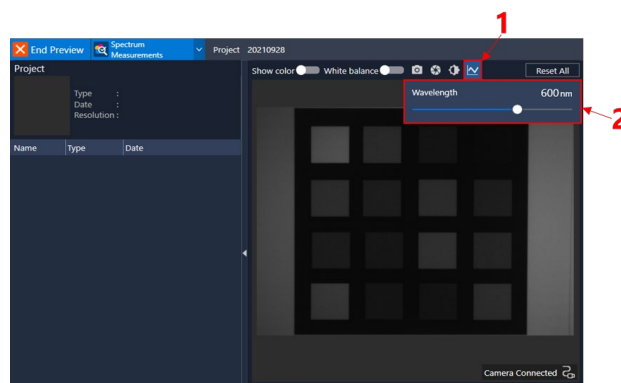 1
End Preview Spectrum Measurements Project 20210928
Project
Type :
Date :
Resolution :
Name Type Date
Show color White balance Reset All
Wavelength 600 nm
2
Camera Connected